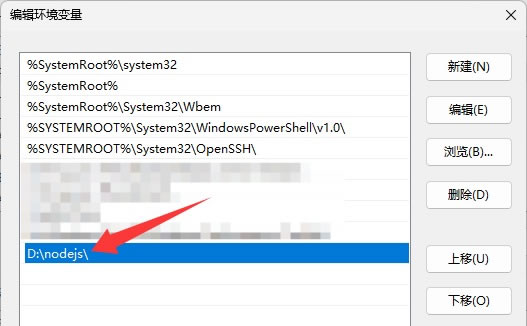 编辑环境变量
%SystemRoot%\system32
%SystemRoot%
%SystemRoot%\System32\Wbem
%SYSTEMROOT%\System32\WindowsPowerShell\v1.0\
%SYSTEMROOT%\System32\OpenSSH\
D:\nodejs\
新建(N)
编辑(E)
浏览(B)...
删除(D)
上移(U)
下移(O)